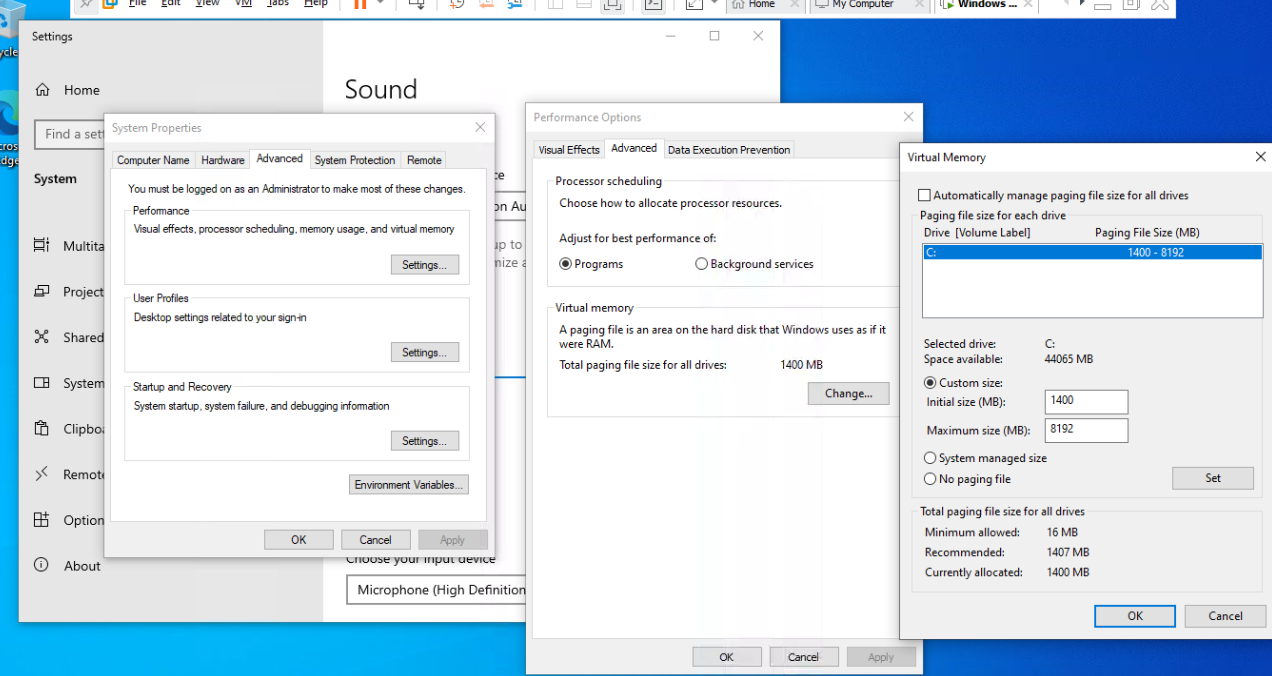 File Edit View VM Tabs Help
Home
My Computer
Windows ...
Settings
Home
Find a sett
System
Multita
Project
Shared
System
Clipbo
Remote
Option
About
Sound
Choose your input device
Microphone (High Definition
System Properties
Computer Name
Hardware
Advanced
System Protection
Remote
You must be logged on as an Administrator to make most of these changes.
Performance
Visual effects, processor scheduling, memory usage, and virtual memory
Settings...
User Profiles
Desktop settings related to your sign-in
Settings...
Startup and Recovery
System startup, system failure, and debugging information
Settings...
Environment Variables...
OK
Cancel
Apply
Performance Options
Visual Effects
Advanced
Data Execution Prevention
Processor scheduling
Choose how to allocate processor resources.
Adjust for best performance of:
Programs
Background services
Virtual memory
A paging file is an area on the hard disk that Windows uses as if it
were RAM.
Total paging file size for all drives: 1400 MB
Change...
OK
Cancel
Apply
Virtual Memory
Automatically manage paging file size for all drives
Paging file size for each drive
Drive [Volume Label] Paging File Size (MB)
C: 1400 - 8192
Selected drive: C:
Space available: 44065 MB
Custom size:
Initial size (MB): 1400
Maximum size (MB): 8192
System managed size
No paging file
Set
Total paging file size for all drives
Minimum allowed: 16 MB
Recommended: 1407 MB
Currently allocated: 1400 MB
OK
Cancel